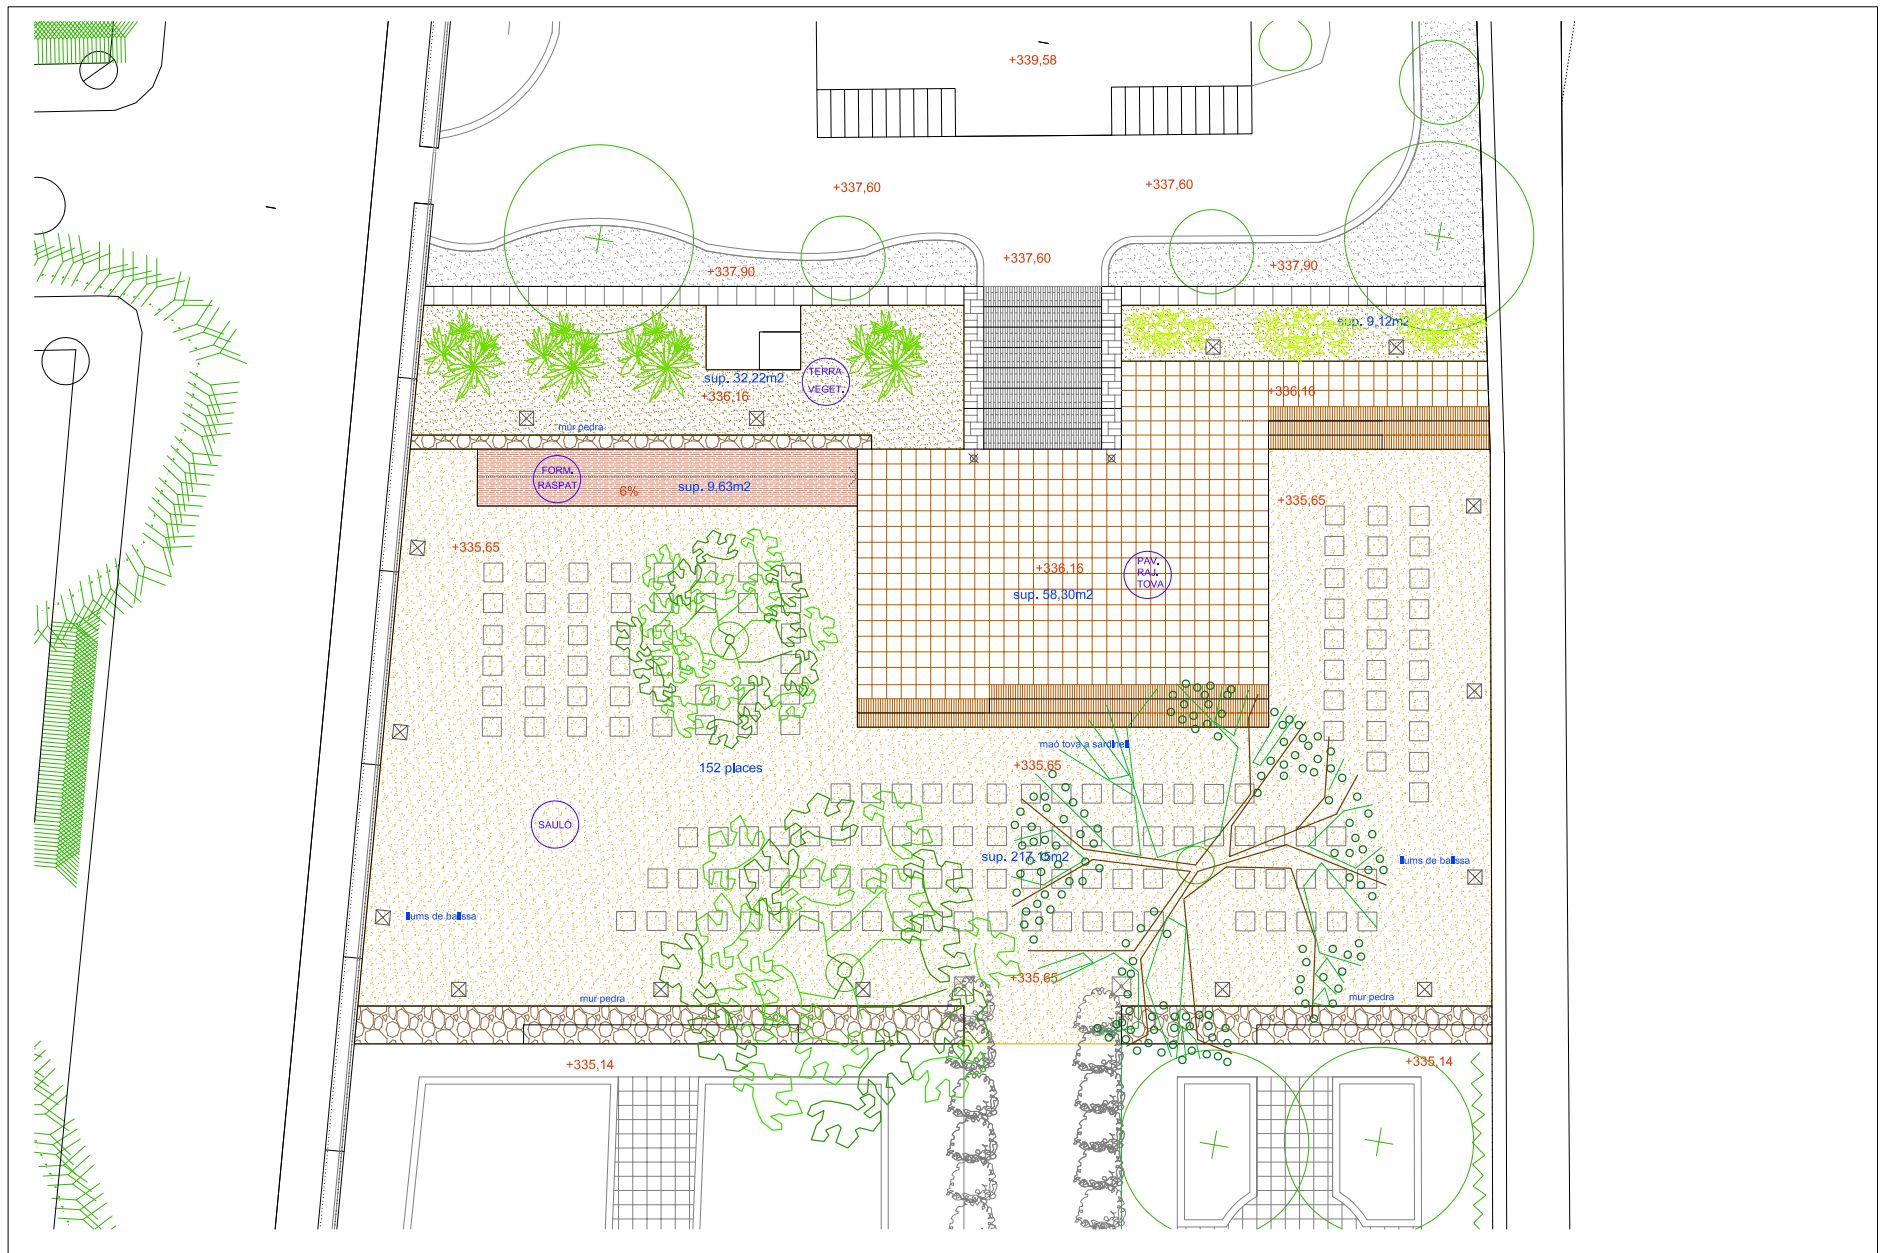 +339,58
+337,60
+337,60
+337,60
+337,90
+337,90
sup. 9,12m2
TERRA
VEGET.
sup. 32,22m2
+336,16
+336,16
mur pedra
FORM.
RASPAT.
6%
sup. 9,63m2
+335,65
+335,65
PAV.
RAJ.
TOVA
+336,16
sup. 58,30m2
maó tova a sardinell
+335,65
152 places
SAULÓ
sup. 217,15m2
llums de balissa
llums de balissa
+335,65
mur pedra
mur pedra
+335,14
+335,14